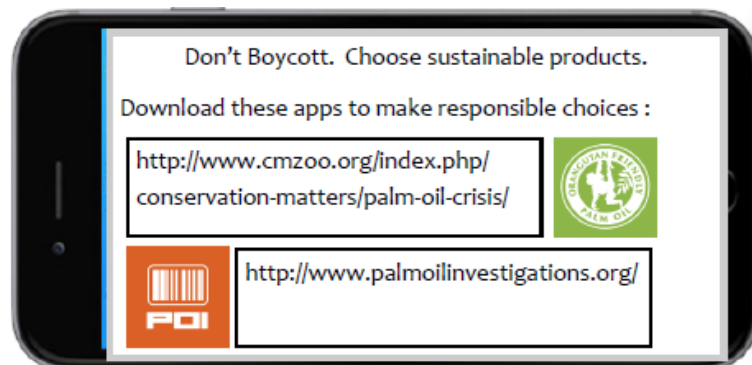 Don't Boycott. Choose sustainable products.
Download these apps to make responsible choices :
http://www.cmzoo.org/index.php/
conservation-matters/palm-oil-crisis/
ORANGUTAN FRIENDLY
PALM OIL
POI
http://www.palmoilinvestigations.org/